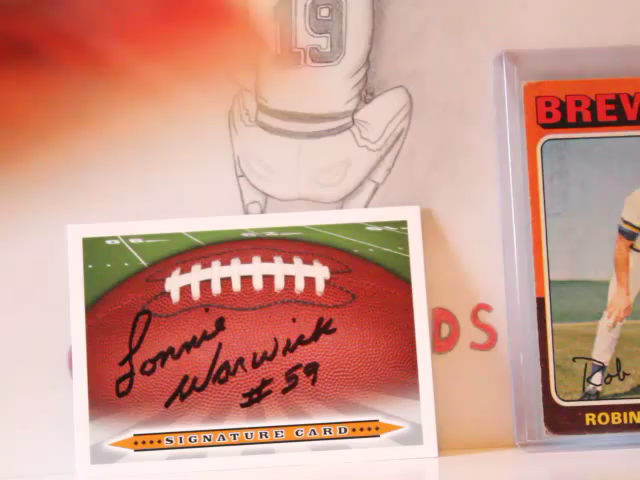 19
BREW
Lonnie
Warwick
#59
DS
SIGNATURE CARD
Rob
ROBIN